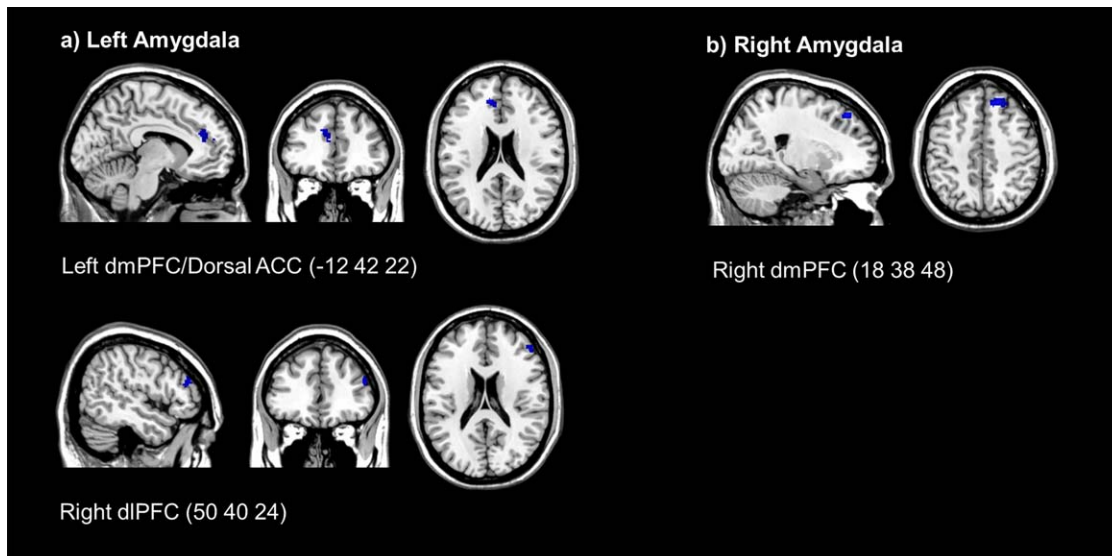 a) Left Amygdala
Left dmPFC/Dorsal ACC (-12 42 22)
Right dlPFC (50 40 24)
b) Right Amygdala
Right dmPFC (18 38 48)